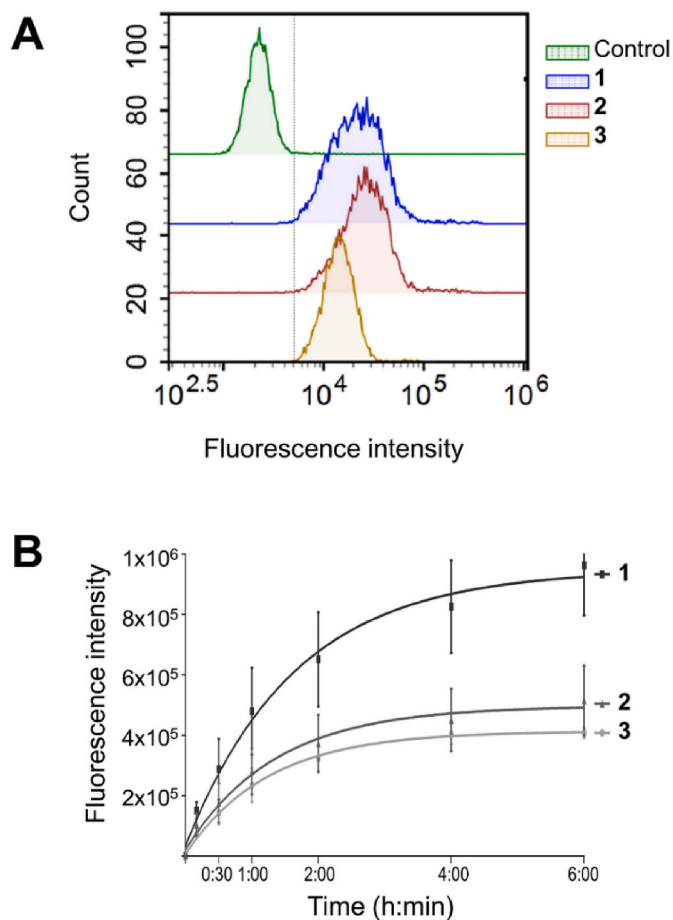 A
Count
100
80
60
40
20
0
10^2.5 10^4 10^5 10^6
Fluorescence intensity
Control
1
2
3
B
Fluorescence intensity
1x10^6
8x10^5
6x10^5
4x10^5
2x10^5
0:30 1:00 2:00 4:00 6:00
Time (h:min)
1
2
3